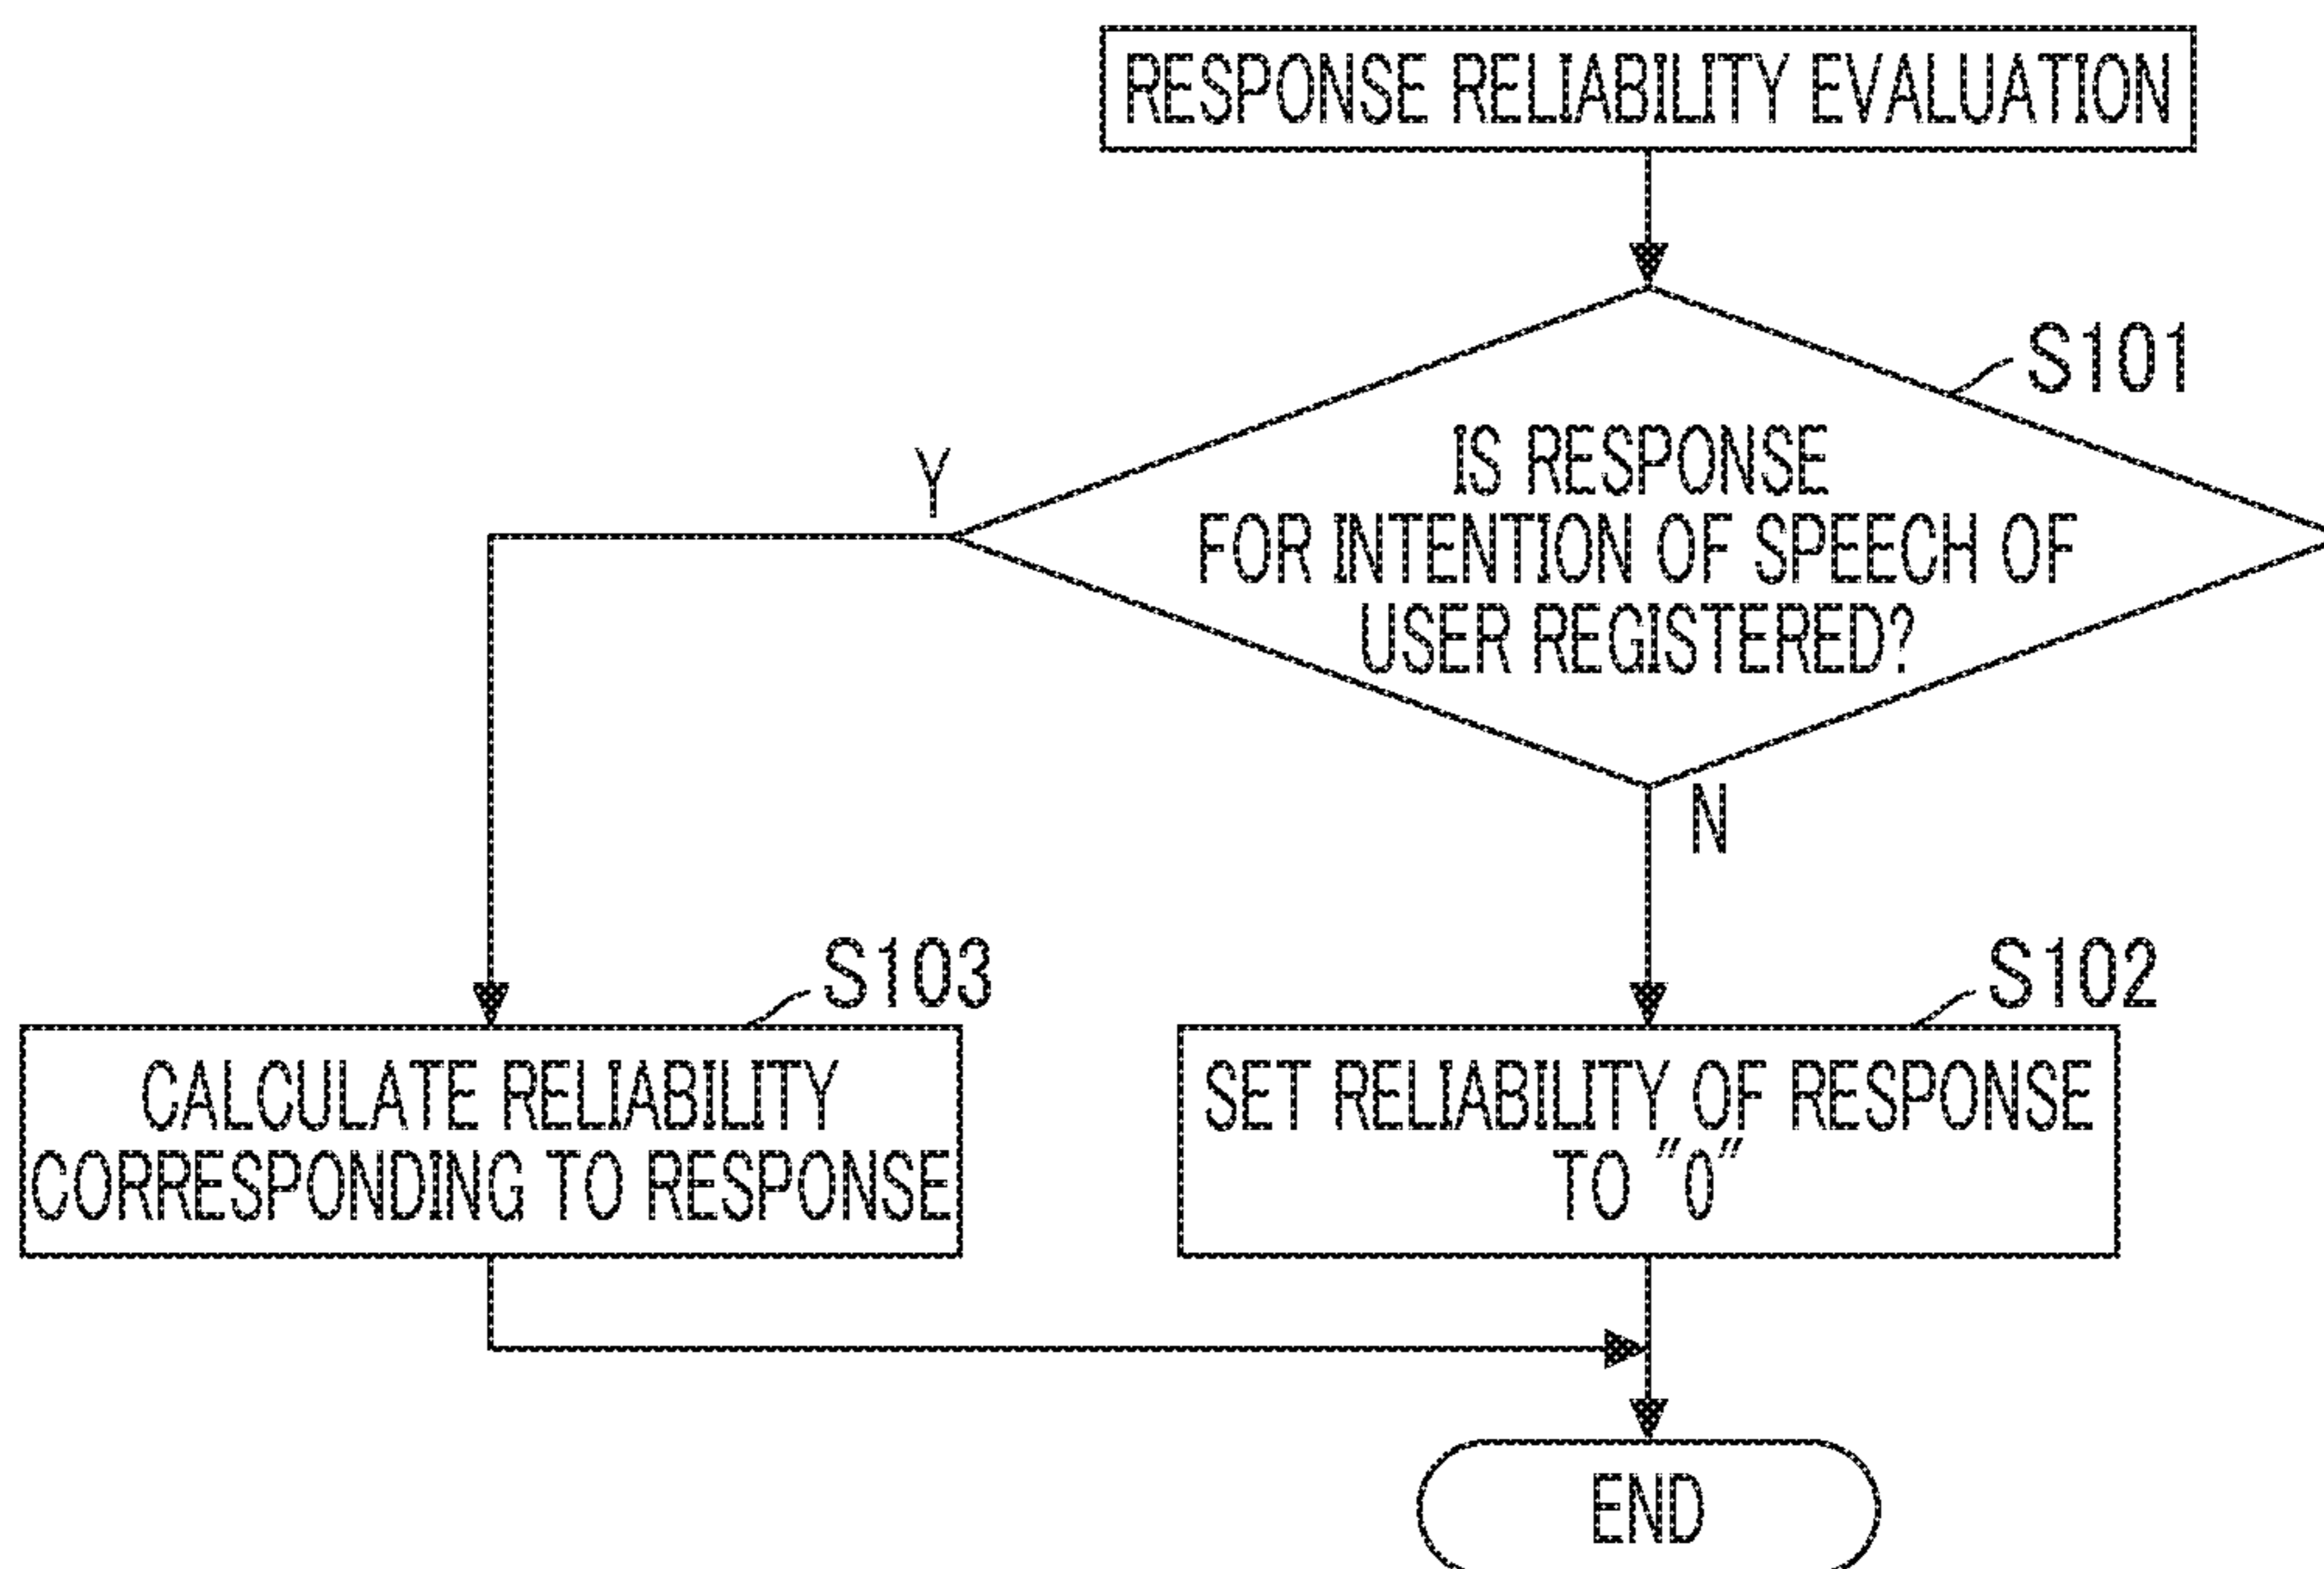 RESPONSE RELIABILITY EVALUATION
S101
IS RESPONSE
FOR INTENTION OF SPEECH OF
USER REGISTERED?
Y
N
S103
CALCULATE RELIABILITY
CORRESPONDING TO RESPONSE
S102
SET RELIABILITY OF RESPONSE
TO "0"
END